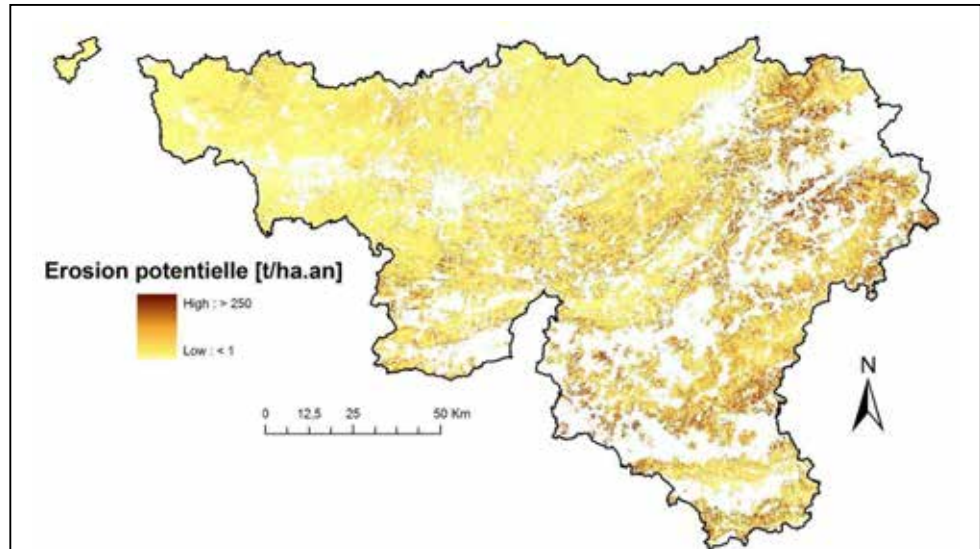 Erosion potentielle [t/ha.an]
High : > 250
Low : < 1
0 12,5 25 50 Km
N